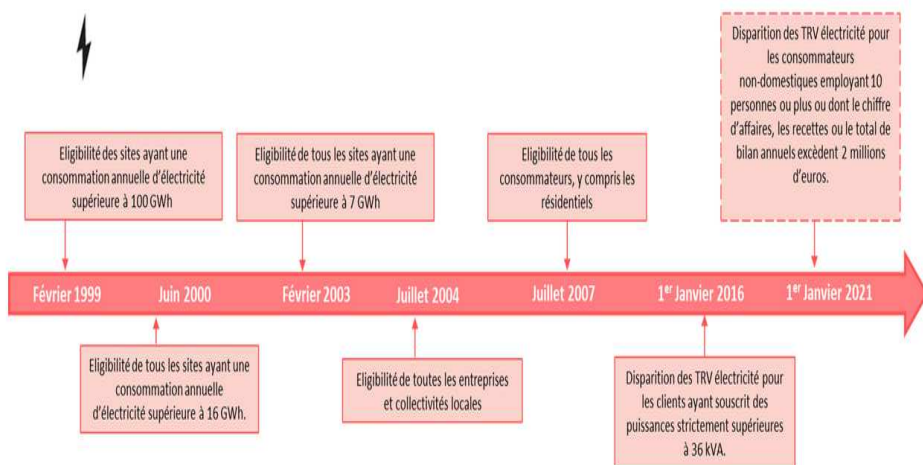 Disparition des TRV électricité pour
les consommateurs
non-domestiques employant 10
personnes ou plus ou dont le chiffre
d'affaires, les recettes ou le total de
bilan annuels excèdent 2 millions
d'euros.
Eligibilité des sites ayant une
consommation annuelle d'électricité
supérieure à 100 GWh
Eligibilité de tous les sites ayant une
consommation annuelle d'électricité
supérieure à 7 GWh
Eligibilité de tous les
consommateurs, y compris les
résidentiels
Février 1999
Juin 2000
Février 2003
Juillet 2004
Juillet 2007
1er Janvier 2016
1er Janvier 2021
Eligibilité de tous les sites ayant une
consommation annuelle
d'électricité supérieure à 16 GWh.
Eligibilité de toutes les entreprises
et collectivités locales
Disparition des TRV électricité pour
les clients ayant souscrit des
puissances strictement supérieures
à 36 kVA.